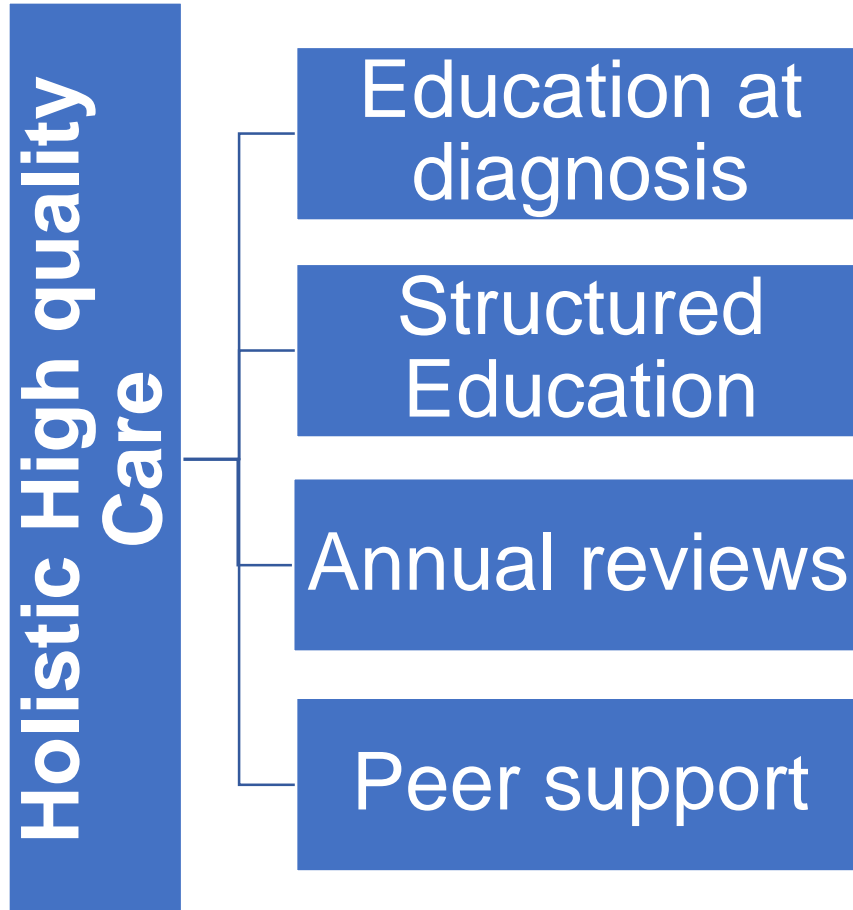 Holistic High quality
Care
Education at
diagnosis
Structured
Education
Annual reviews
Peer support